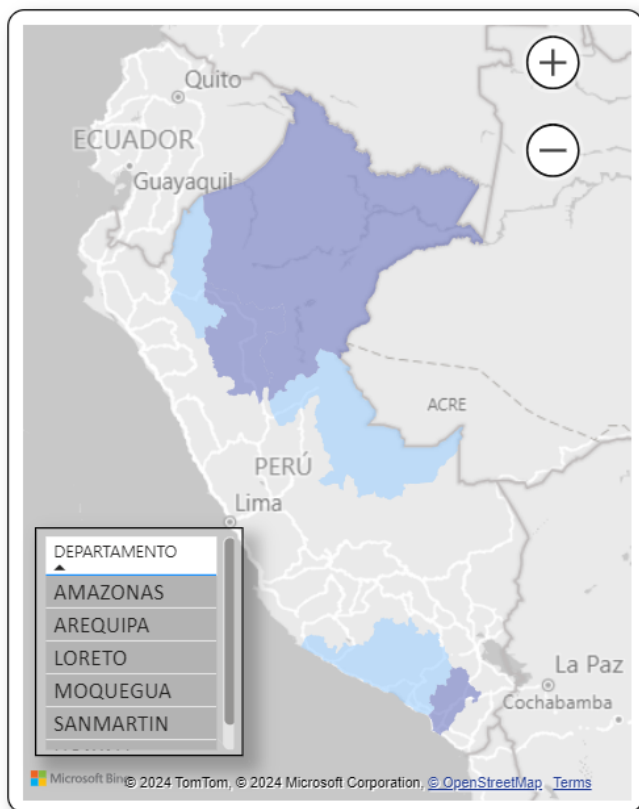 Quito
ECUADOR
Guayaquil
ACRE
PERÚ
Lima
DEPARTAMENTO
AMAZONAS
AREQUIPA
LORETO
MOQUEGUA
SANMARTIN
La Paz
Cochabamba
Microsoft Bing
© 2024 TomTom, © 2024 Microsoft Corporation, © OpenStreetMap Terms